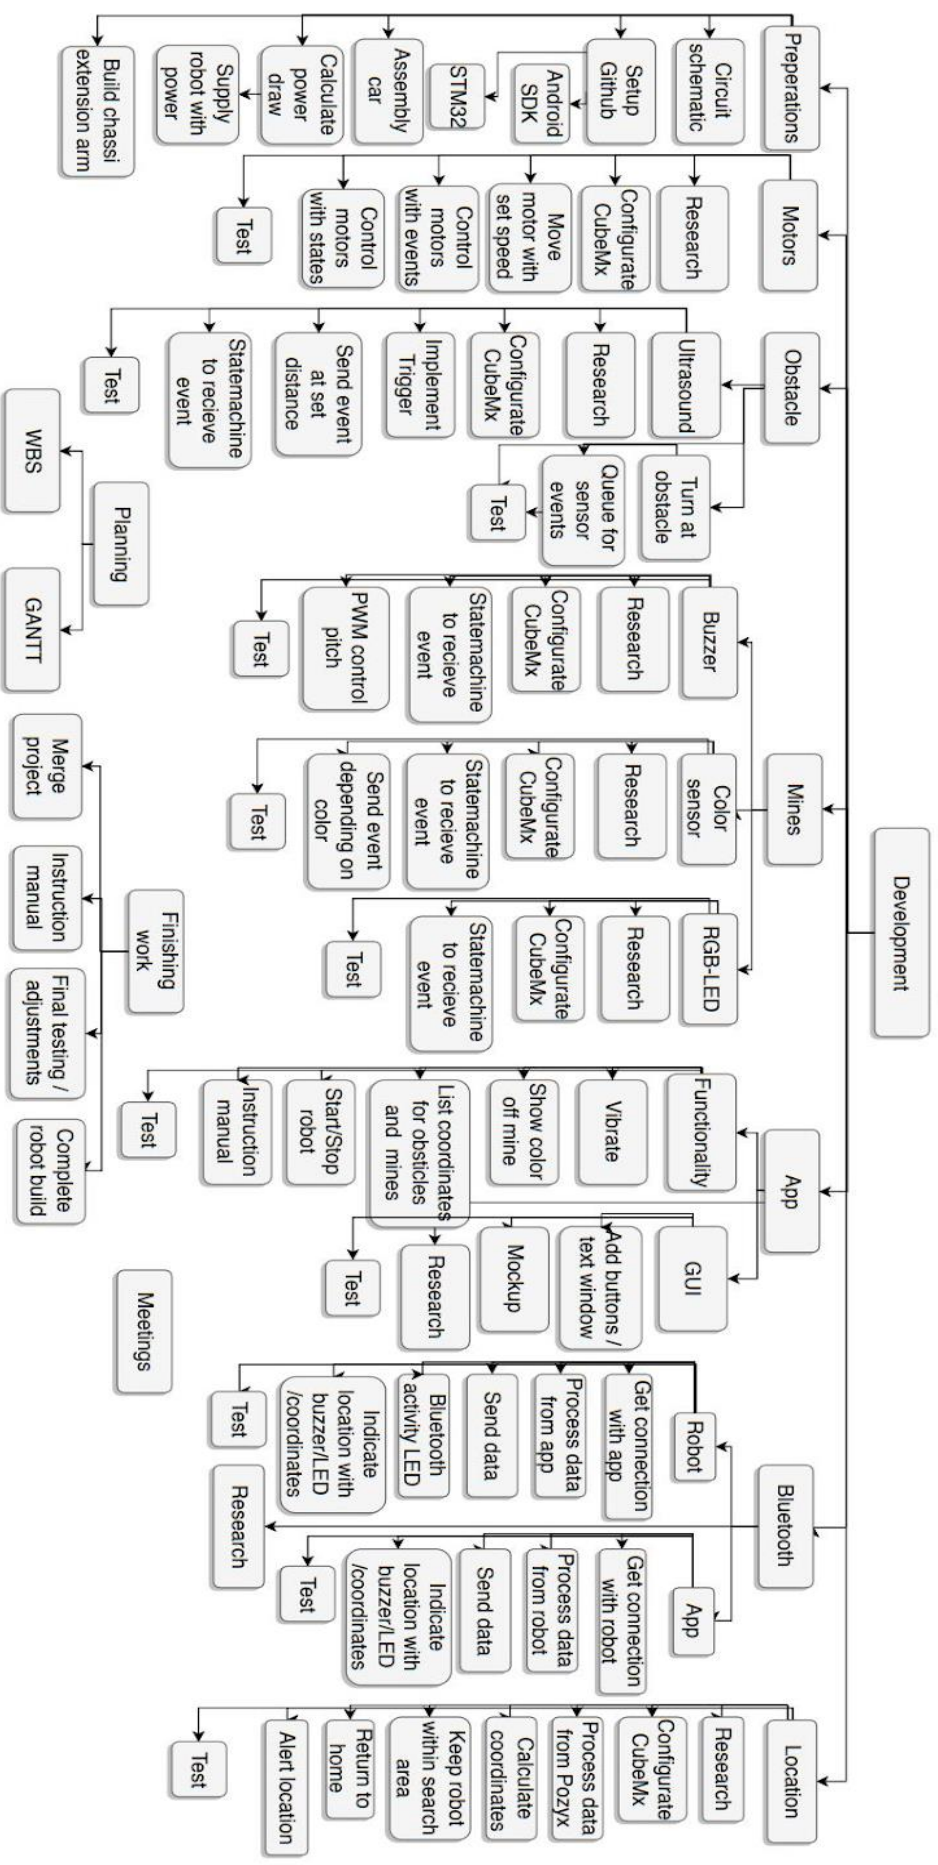 Development
Preperations
Circuit
schematic
Setup
Github
Android
SDK
STM32
Assembly
car
Calculate
power
draw
Supply
robot with
power
Build chassi
extension arm
Motors
Research
Configurate
CubeMx
Move
motor with
set speed
Control
motors
with events
Control
motors
with states
Test
Obstacle
Ultrasound
Research
Configurate
CubeMx
Implement
Trigger
Send event
at set
distance
Statemachine
to recieve
event
Test
Turn at
obstacle
Queue for
sensor
events
Test
Mines
Buzzer
Research
Configurate
CubeMx
Statemachine
to recieve
event
PWM control
pitch
Test
Color
sensor
Research
Configurate
CubeMx
Statemachine
to recieve
event
Send event
depending on
color
Test
RGB-LED
Research
Configurate
CubeMx
Statemachine
to recieve
event
Test
App
Functionality
Vibrate
Show color
off mine
List coordinates
for obsticles
and mines
Start/Stop
robot
Instruction
manual
Test
GUI
Add buttons /
text window
Mockup
Research
Test
Bluetooth
Robot
Get connection
with app
Process data
from app
Send data
Bluetooth
activity LED
Indicate
location with
buzzer/LED
/coordinates
Test
Research
App
Get connection
with robot
Process data
from robot
Send data
Indicate
location with
buzzer/LED
/coordinates
Test
Location
Research
Configurate
CubeMx
Process data
from Pozyx
Calculate
coordinates
Keep robot
within search
area
Return to
home
Alert location
Test
Planning
WBS
GANTT
Finishing
work
Merge
project
Instruction
manual
Final testing /
adjustments
Complete
robot build
Meetings